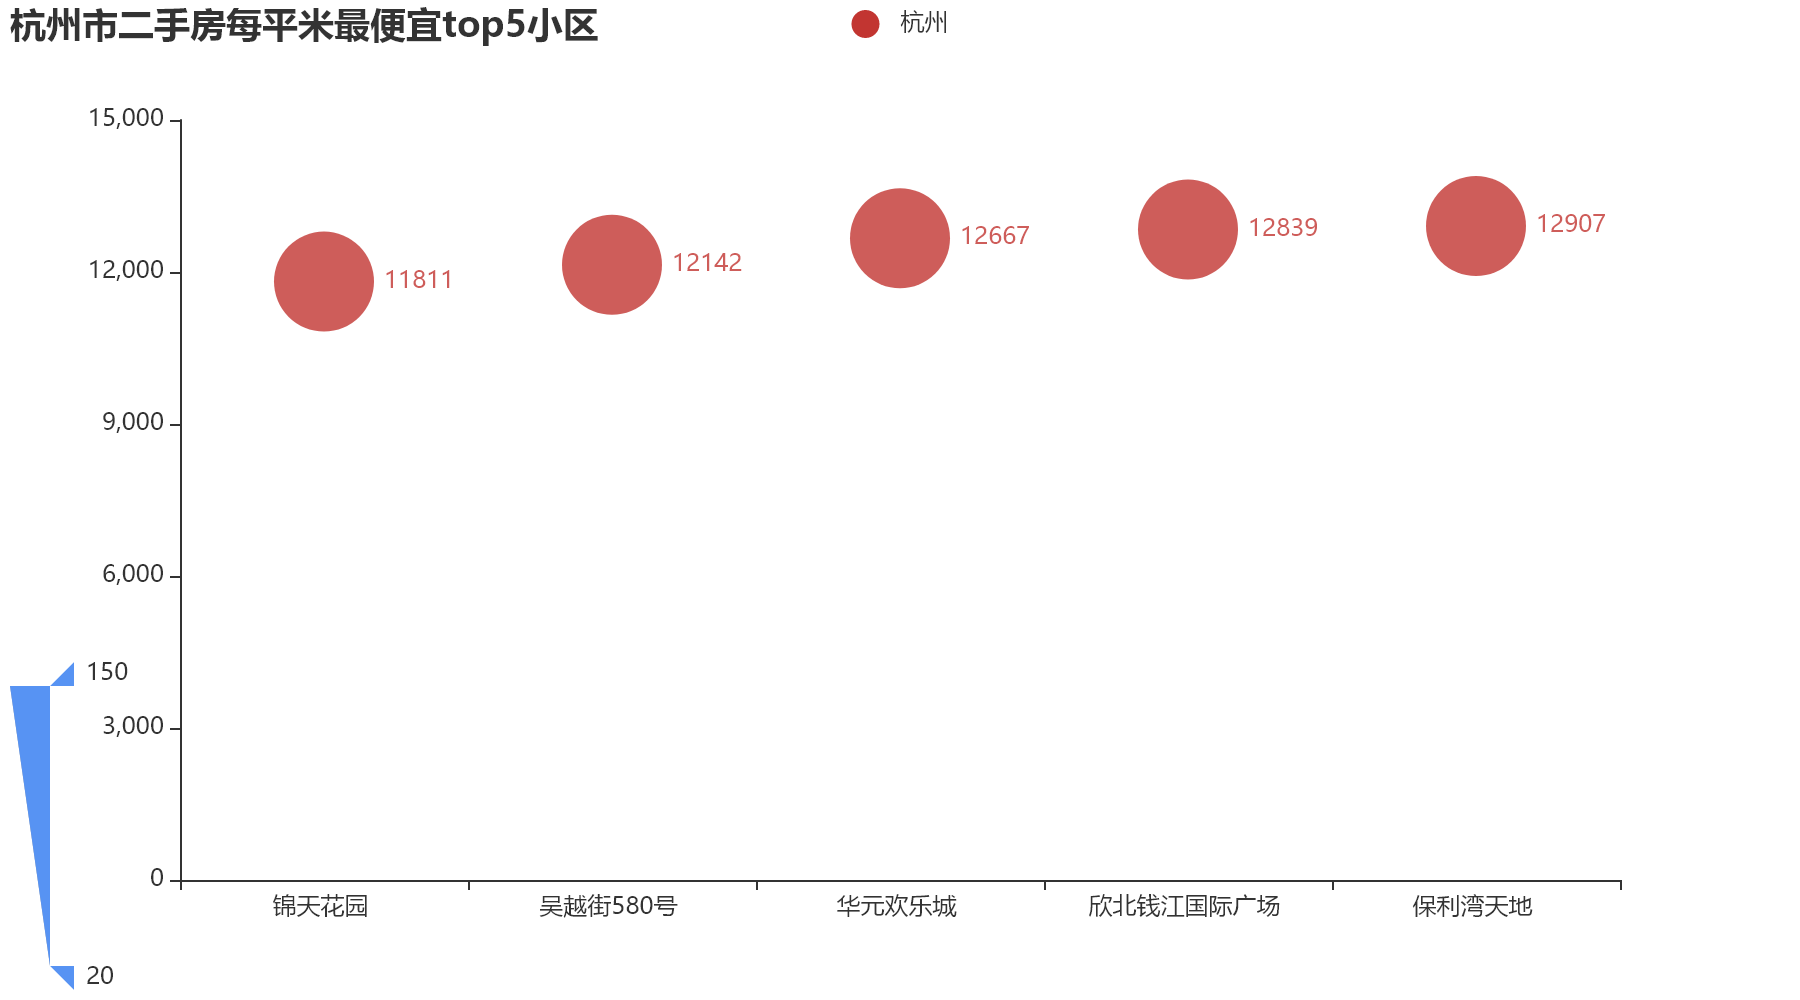 杭州市二手房每平米最便宜top5小区
杭州
15,000
12,000
9,000
6,000
3,000
0
11811
12142
12667
12839
12907
锦天花园
吴越街580号
华元欢乐城
欣北钱江国际广场
保利湾天地
150
20